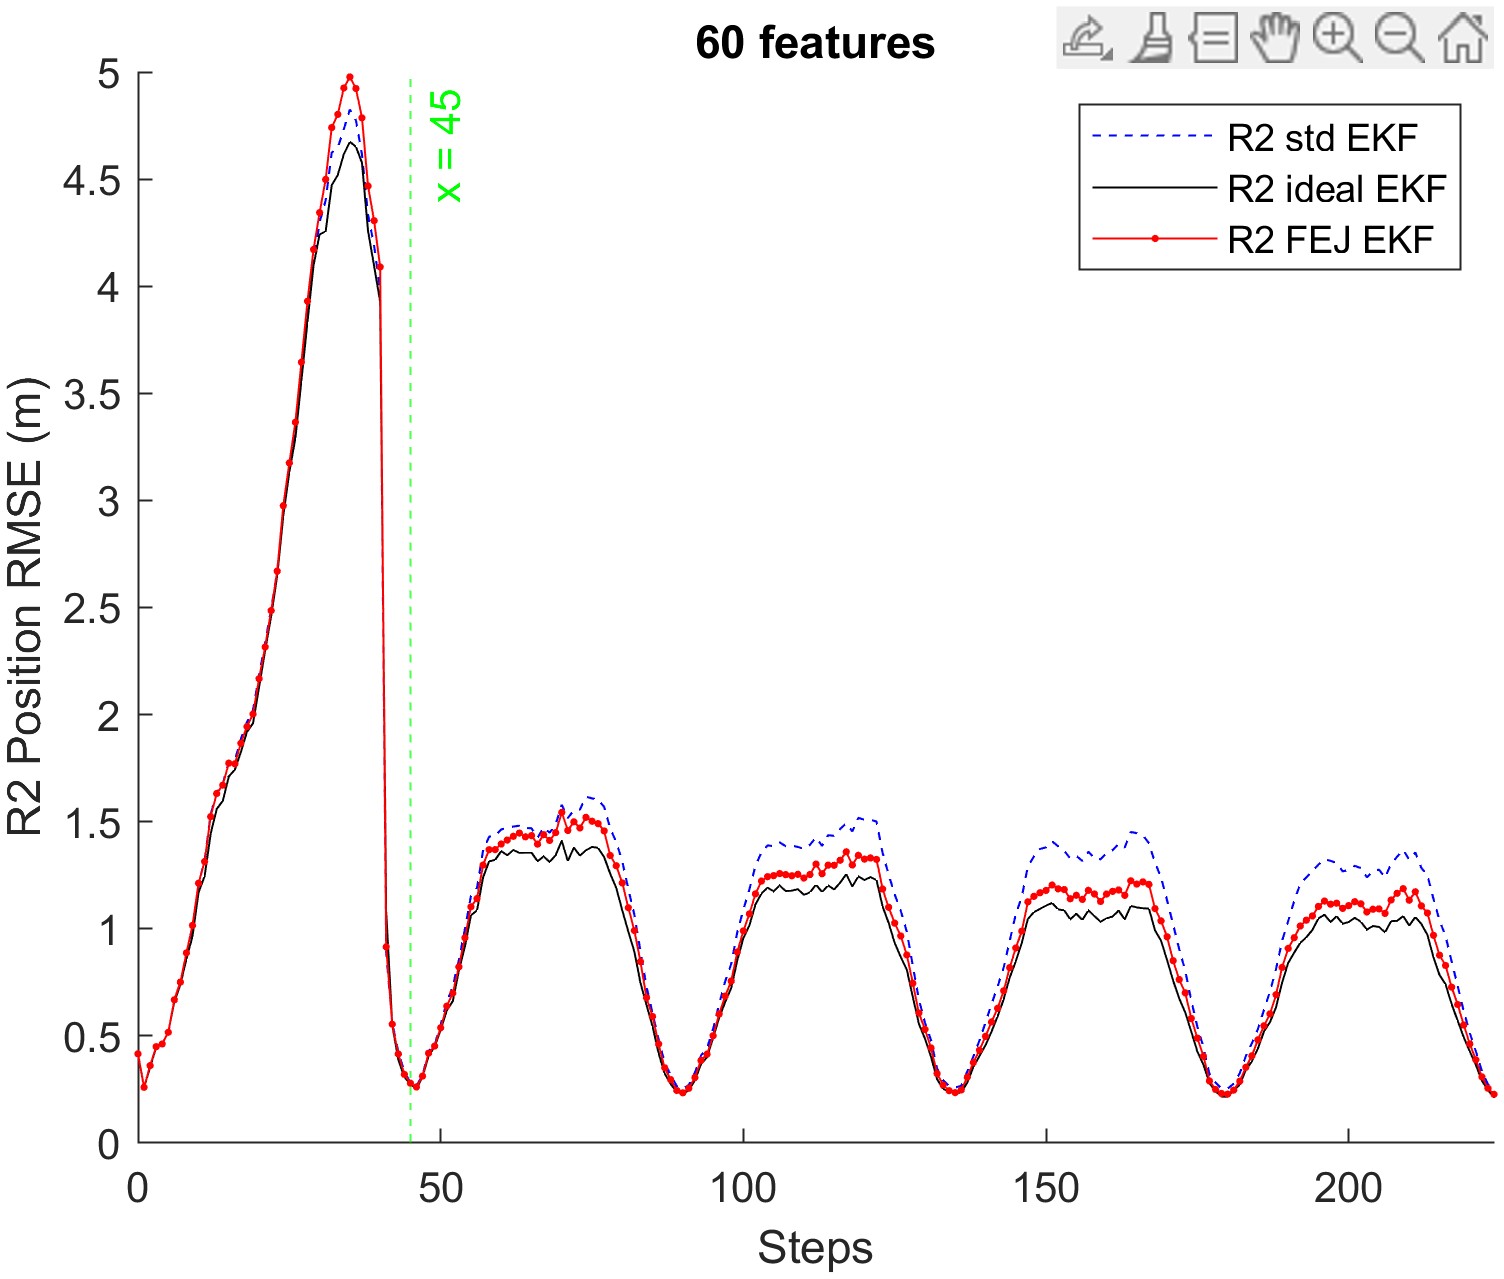 60 features
x = 45
R2 std EKF
R2 ideal EKF
R2 FEJ EKF
R2 Position RMSE (m)
5
4.5
4
3.5
3
2.5
2
1.5
1
0.5
0
0 50 100 150 200
Steps